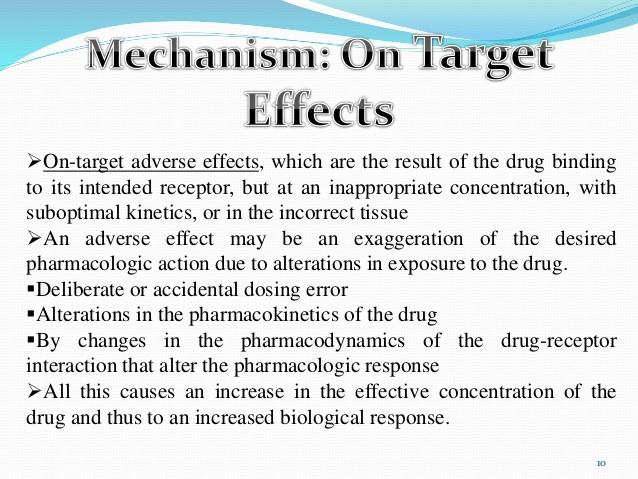 Mechanism: On Target
Effects
➢On-target adverse effects, which are the result of the drug binding
to its intended receptor, but at an inappropriate concentration, with
suboptimal kinetics, or in the incorrect tissue
➢An adverse effect may be an exaggeration of the desired
pharmacologic action due to alterations in exposure to the drug.
▪Deliberate or accidental dosing error
▪Alterations in the pharmacokinetics of the drug
▪By changes in the pharmacodynamics of the drug-receptor
interaction that alter the pharmacologic response
➢All this causes an increase in the effective concentration of the
drug and thus to an increased biological response.
10